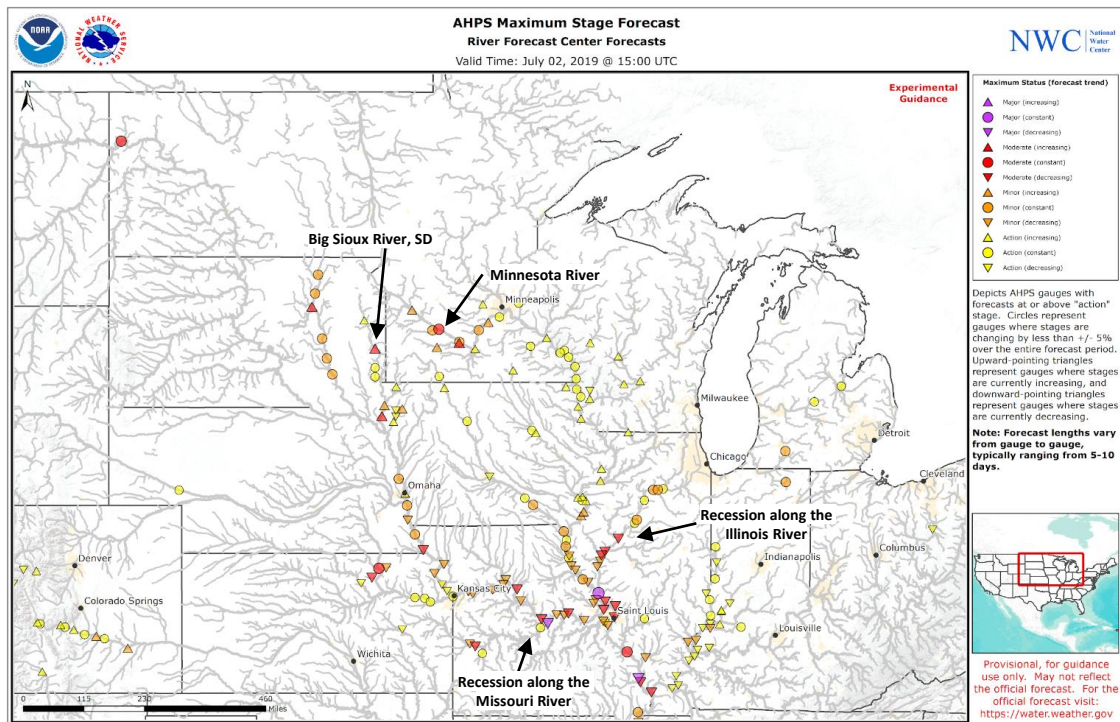 AHPS Maximum Stage Forecast
River Forecast Center Forecasts
Valid Time: July 02, 2019 @ 15:00 UTC
NOAA
NATIONAL WEATHER SERVICE
NWC
National
Water
Center
N
Experimental
Guidance
Big Sioux River, SD
Minnesota River
Minneapolis
Milwaukee
Detroit
Chicago
Cleveland
Omaha
Recession along the
Illinois River
Denver
Indianapolis
Columbus
Kansas City
Colorado Springs
Saint Louis
Louisville
Wichita
Recession along the
Missouri River
0 115 230 460
Miles
Maximum Status (forecast trend)
Major (increasing)
Major (constant)
Major (decreasing)
Moderate (increasing)
Moderate (constant)
Moderate (decreasing)
Minor (increasing)
Minor (constant)
Minor (decreasing)
Action (increasing)
Action (constant)
Action (decreasing)
Depicts AHPS gauges with
forecasts at or above "action"
stage. Circles represent
gauges where stages are
changing by less than +/- 5%
over the entire forecast period.
Upward-pointing triangles
represent gauges where stages
are currently increasing, and
downward-pointing triangles
represent gauges where stages
are currently decreasing.
Note: Forecast lengths vary
from gauge to gauge,
typically ranging from 5-10
days.
Provisional, for guidance
use only. May not reflect
the official forecast. For the
official forecast visit:
https://water.weather.gov